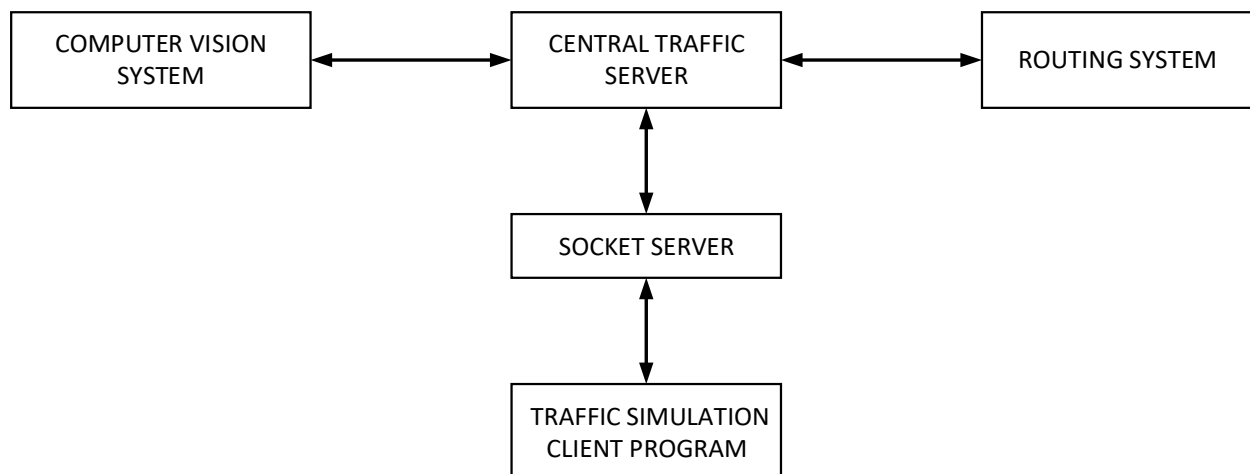 COMPUTER VISION
SYSTEM
CENTRAL TRAFFIC
SERVER
ROUTING SYSTEM
SOCKET SERVER
TRAFFIC SIMULATION
CLIENT PROGRAM